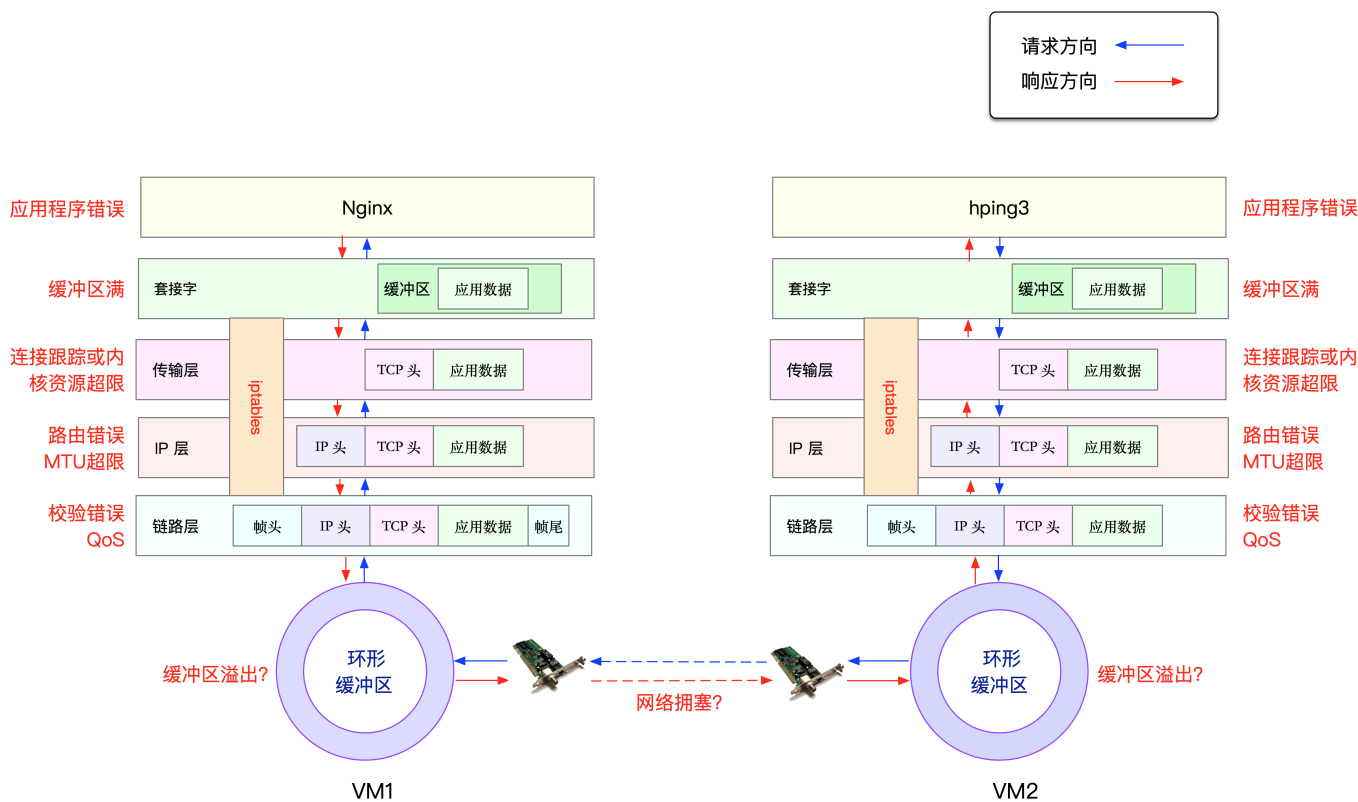 请求方向
响应方向
应用程序错误
Nginx
hping3
应用程序错误
缓冲区满
套接字
缓冲区
应用数据
套接字
缓冲区
应用数据
缓冲区满
连接跟踪或内
核资源超限
传输层
iptables
TCP 头
应用数据
传输层
iptables
TCP 头
应用数据
连接跟踪或内
核资源超限
路由错误
MTU超限
IP 层
IP 头
TCP 头
应用数据
IP 层
IP 头
TCP 头
应用数据
路由错误
MTU超限
校验错误
QoS
链路层
帧头
IP 头
TCP 头
应用数据
帧尾
链路层
帧头
IP 头
TCP 头
应用数据
校验错误
QoS
缓冲区溢出?
环形
缓冲区
网络拥塞?
环形
缓冲区
缓冲区溢出?
VM1
VM2